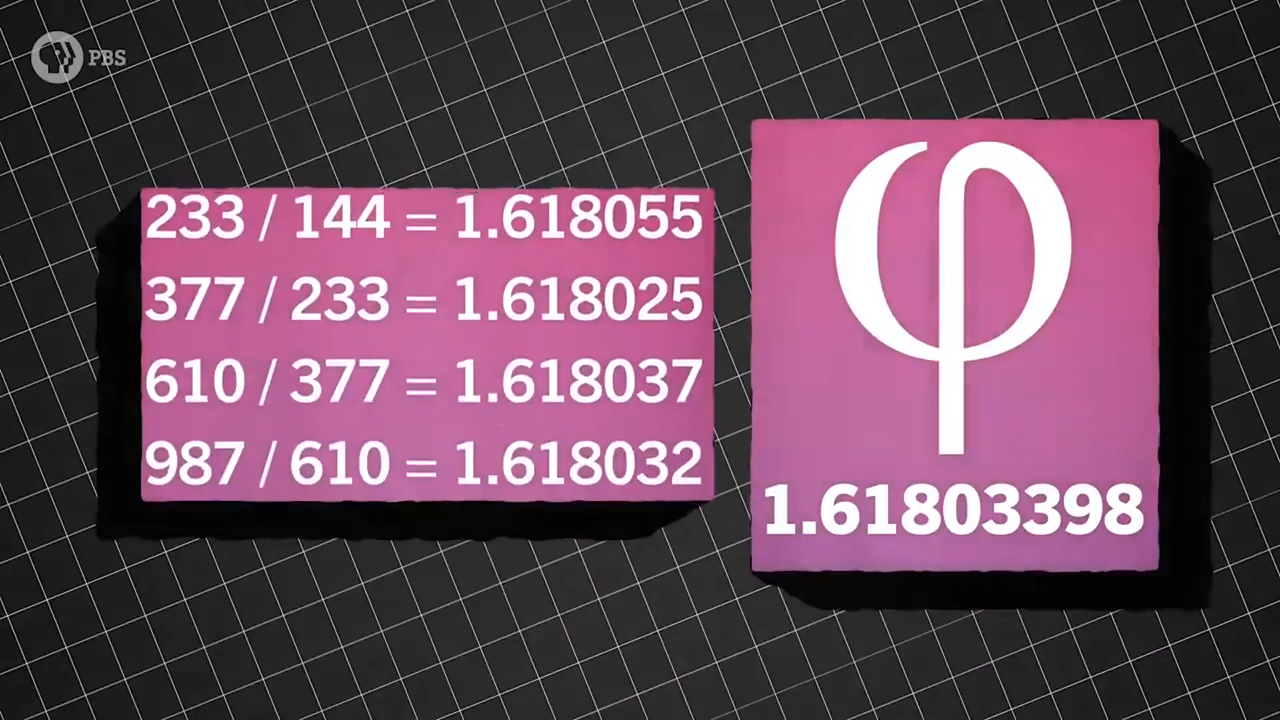 PBS
233 / 144 = 1.618055
377 / 233 = 1.618025
610 / 377 = 1.618037
987 / 610 = 1.618032
φ
1.61803398